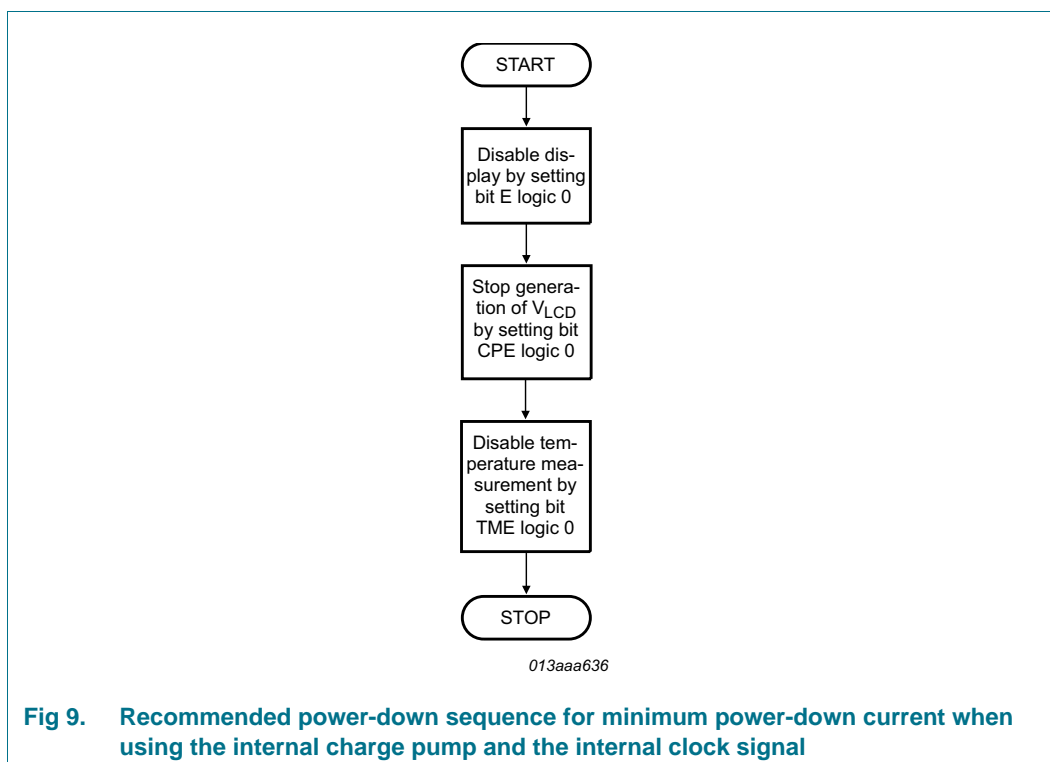 START
Disable dis-
play by setting
bit E logic 0
Stop genera-
tion of VLCD
by setting bit
CPE logic 0
Disable tem-
perature mea-
surement by
setting bit
TME logic 0
STOP
013aaa636
Fig 9. Recommended power-down sequence for minimum power-down current when
using the internal charge pump and the internal clock signal